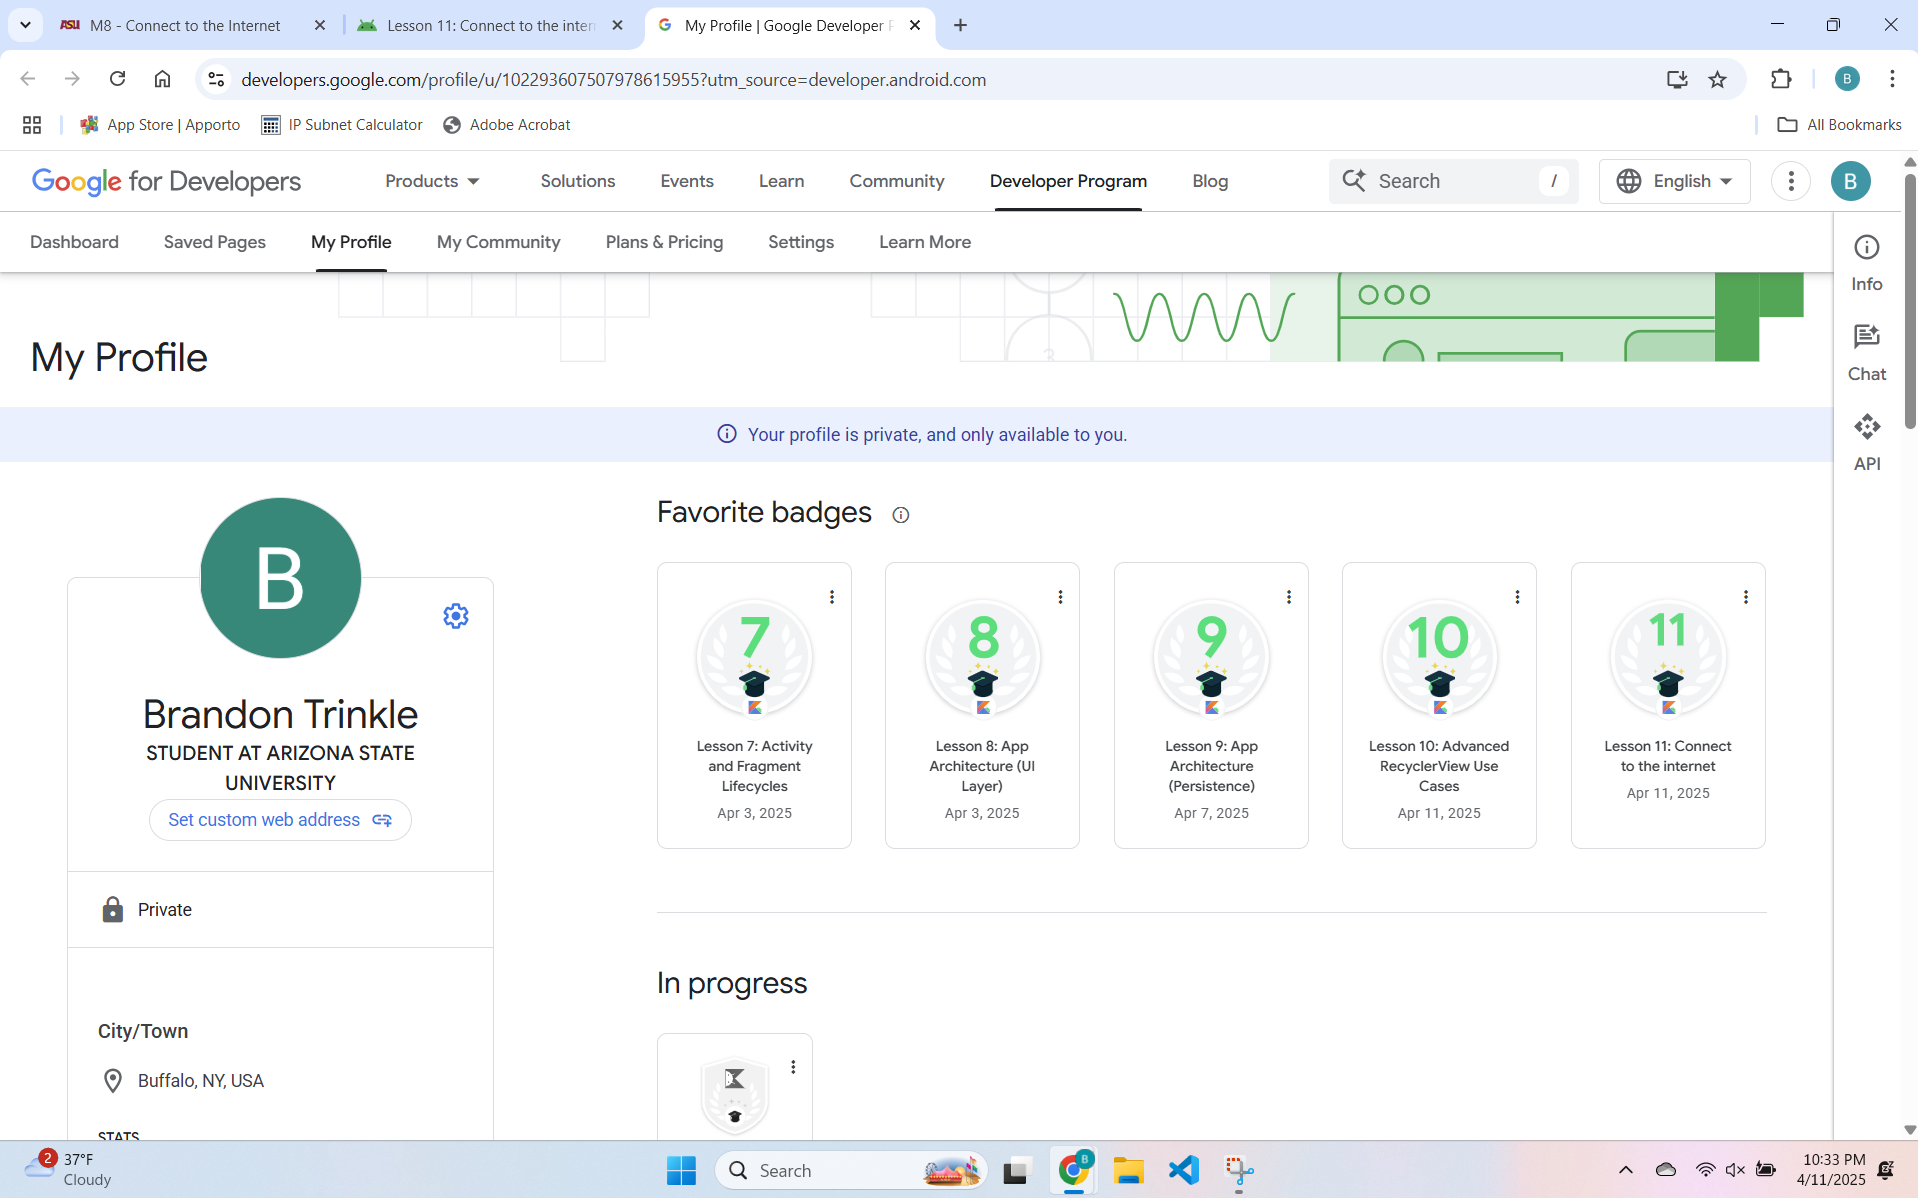 M8 - Connect to the Internet
Lesson 11: Connect to the inter
My Profile | Google Developer P
developers.google.com/profile/u/102293607507978615955?utm_source=developer.android.com
B
App Store | Apporto
IP Subnet Calculator
Adobe Acrobat
All Bookmarks
Google for Developers
Products
Solutions
Events
Learn
Community
Developer Program
Blog
Search
/
English
B
Dashboard
Saved Pages
My Profile
My Community
Plans & Pricing
Settings
Learn More
Info
Chat
API
My Profile
Your profile is private, and only available to you.
B
Brandon Trinkle
STUDENT AT ARIZONA STATE
UNIVERSITY
Set custom web address
Private
City/Town
Buffalo, NY, USA
STATS
Favorite badges
7
Lesson 7: Activity
and Fragment
Lifecycles
Apr 3, 2025
8
Lesson 8: App
Architecture (UI
Layer)
Apr 3, 2025
9
Lesson 9: App
Architecture
(Persistence)
Apr 7, 2025
10
Lesson 10: Advanced
RecyclerView Use
Cases
Apr 11, 2025
11
Lesson 11: Connect
to the internet
Apr 11, 2025
In progress
2
37°F
Cloudy
Search
B
10:33 PM
4/11/2025